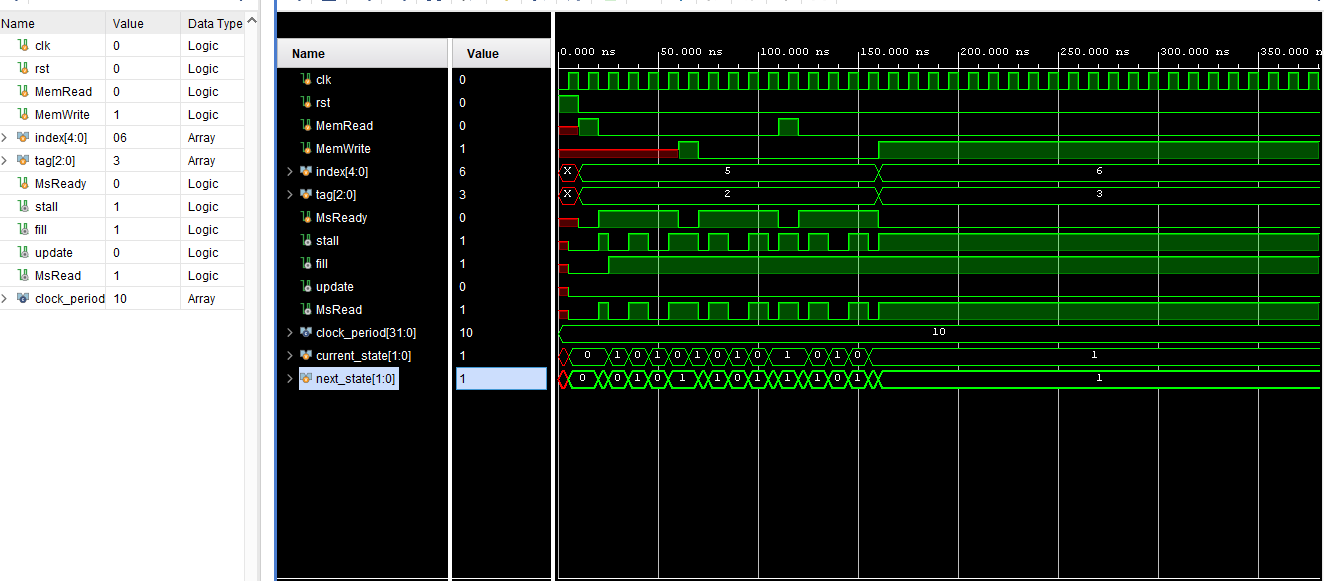 Name Value Data Type
clk 0 Logic
rst 0 Logic
MemRead 0 Logic
MemWrite 1 Logic
index[4:0] 06 Array
tag[2:0] 3 Array
MsReady 0 Logic
stall 1 Logic
fill 1 Logic
update 0 Logic
MsRead 1 Logic
clock_period 10 Array
Name Value
0.000 ns 50.000 ns 100.000 ns 150.000 ns 200.000 ns 250.000 ns 300.000 ns 350.000 n
clk 0
rst 0
MemRead 0
MemWrite 1
index[4:0] 6 X 5 6
tag[2:0] 3 X 2 3
MsReady 0
stall 1
fill 1
update 0
MsRead 1
clock_period[31:0] 10 10
current_state[1:0] 1 0 1 0 1 0 1 0 1 0 1 0 1 0 1
next_state[1:0] 1 0 0 1 0 1 1 0 1 1 1 0 1 1